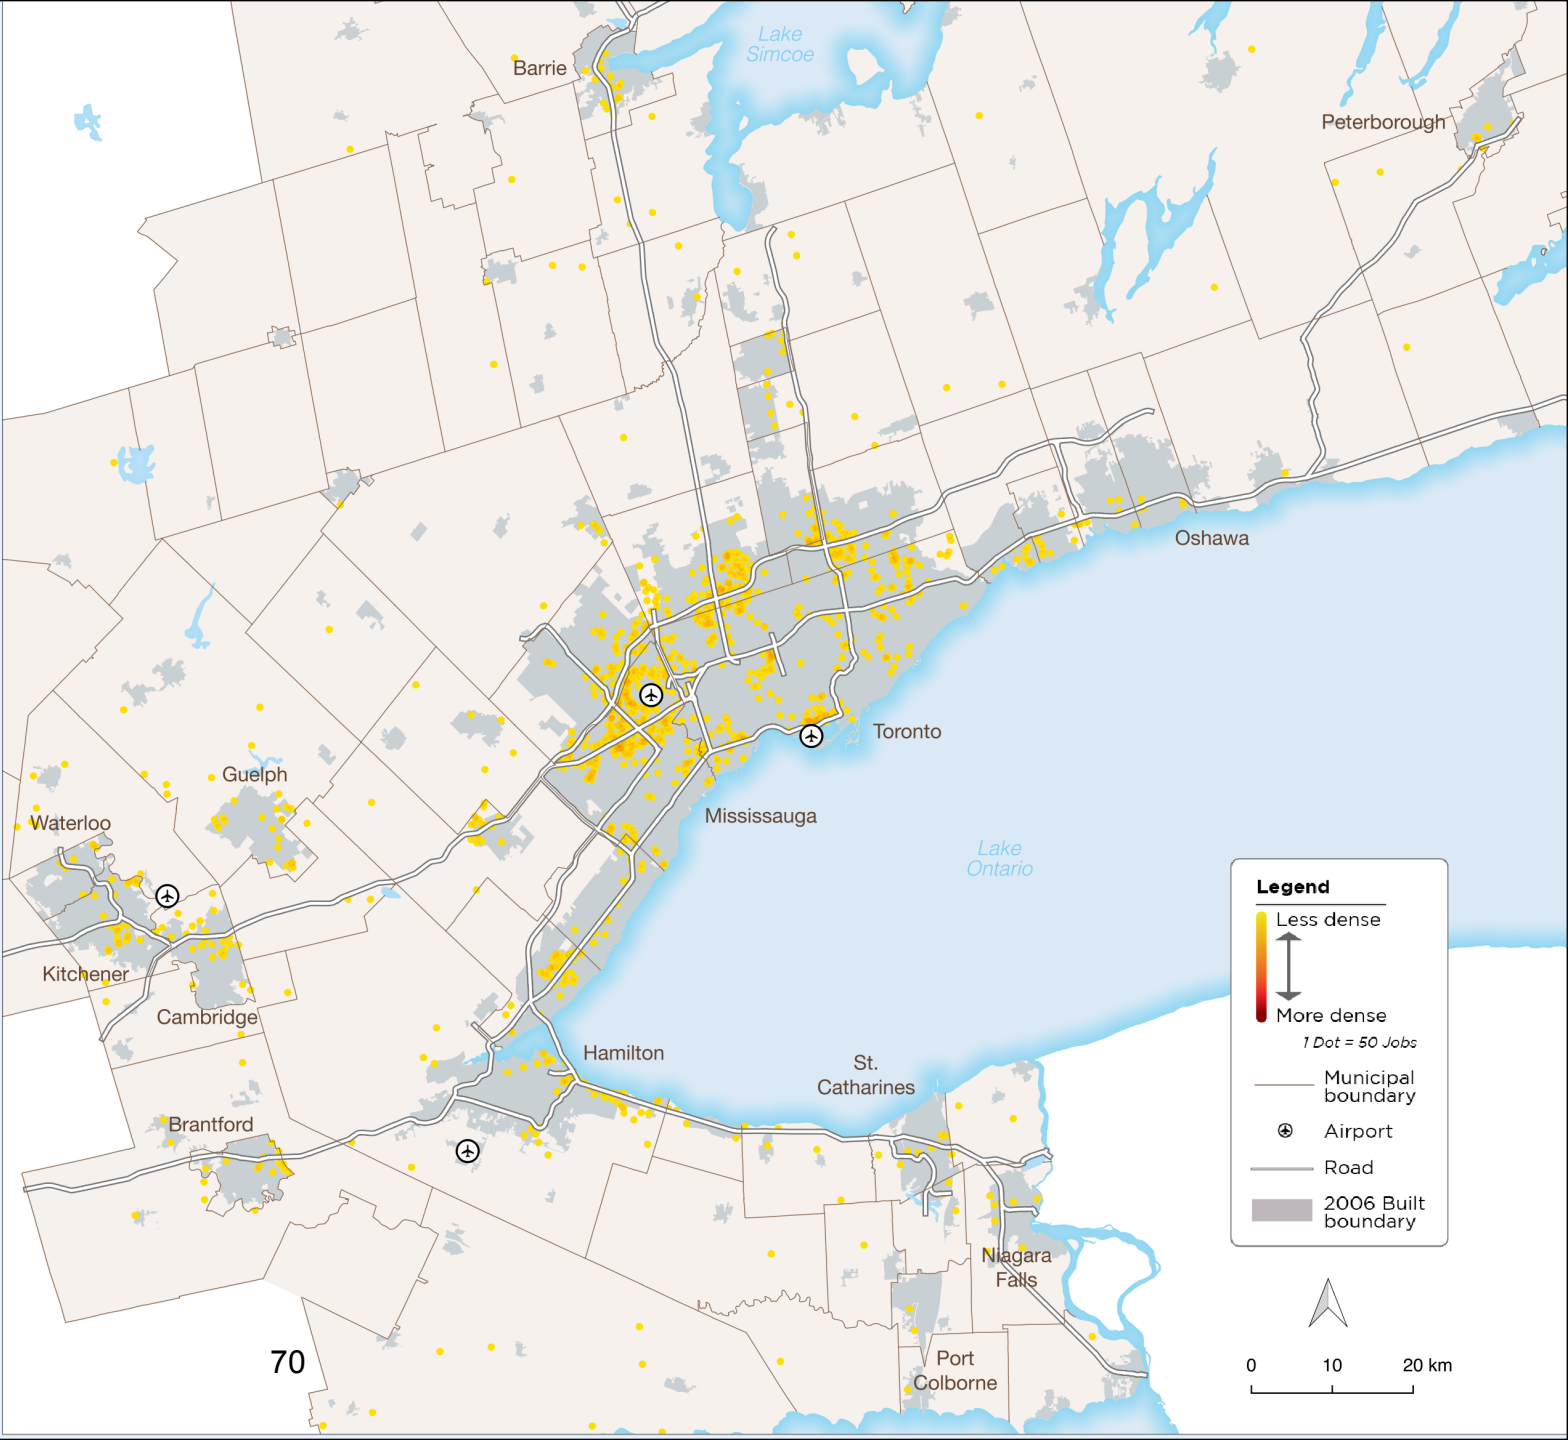 Lake
Simcoe
Barrie
Peterborough
Oshawa
Toronto
Guelph
Mississauga
Waterloo
Lake
Ontario
Kitchener
Cambridge
Hamilton
St.
Catharines
Brantford
Niagara
Falls
Port
Colborne
70
Legend
Less dense
More dense
1 Dot = 50 Jobs
Municipal
boundary
Airport
Road
2006 Built
boundary
0 10 20 km